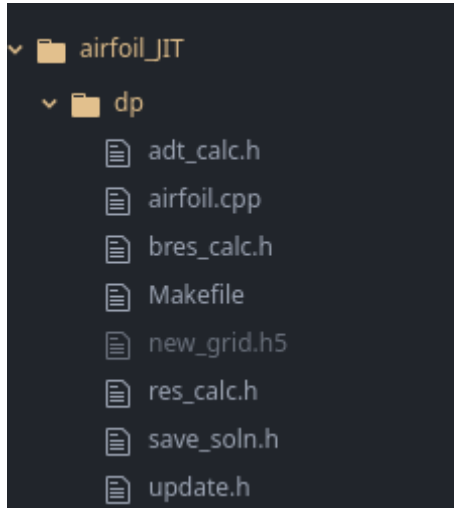 airfoil_JIT
dp
adt_calc.h
airfoil.cpp
bres_calc.h
Makefile
new_grid.h5
res_calc.h
save_soln.h
update.h